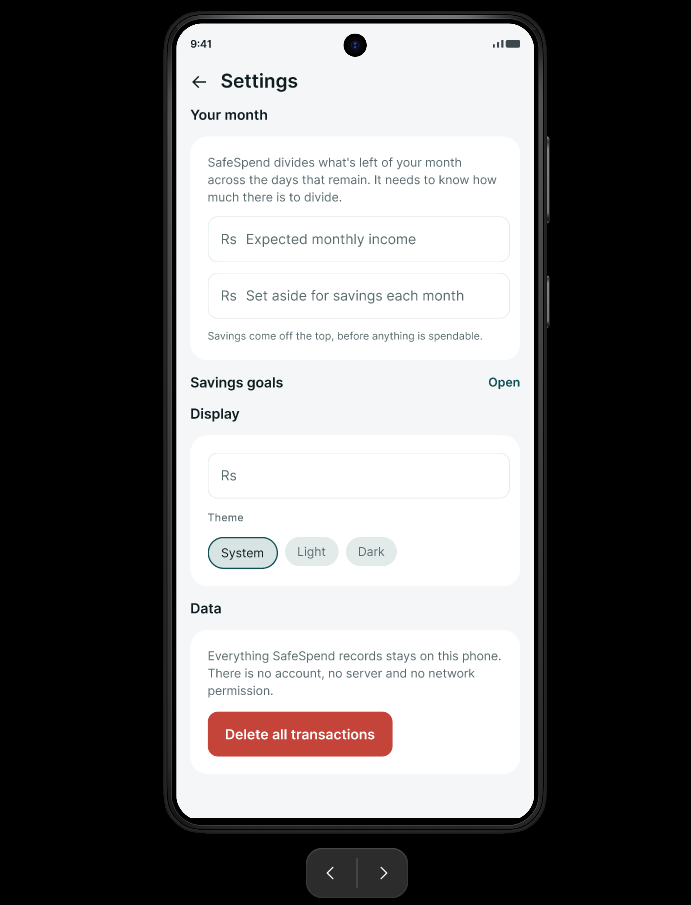 9:41
Settings
Your month
SafeSpend divides what's left of your month
across the days that remain. It needs to know how
much there is to divide.
Rs Expected monthly income
Rs Set aside for savings each month
Savings come off the top, before anything is spendable.
Savings goals Open
Display
Rs
Theme
System Light Dark
Data
Everything SafeSpend records stays on this phone.
There is no account, no server and no network
permission.
Delete all transactions